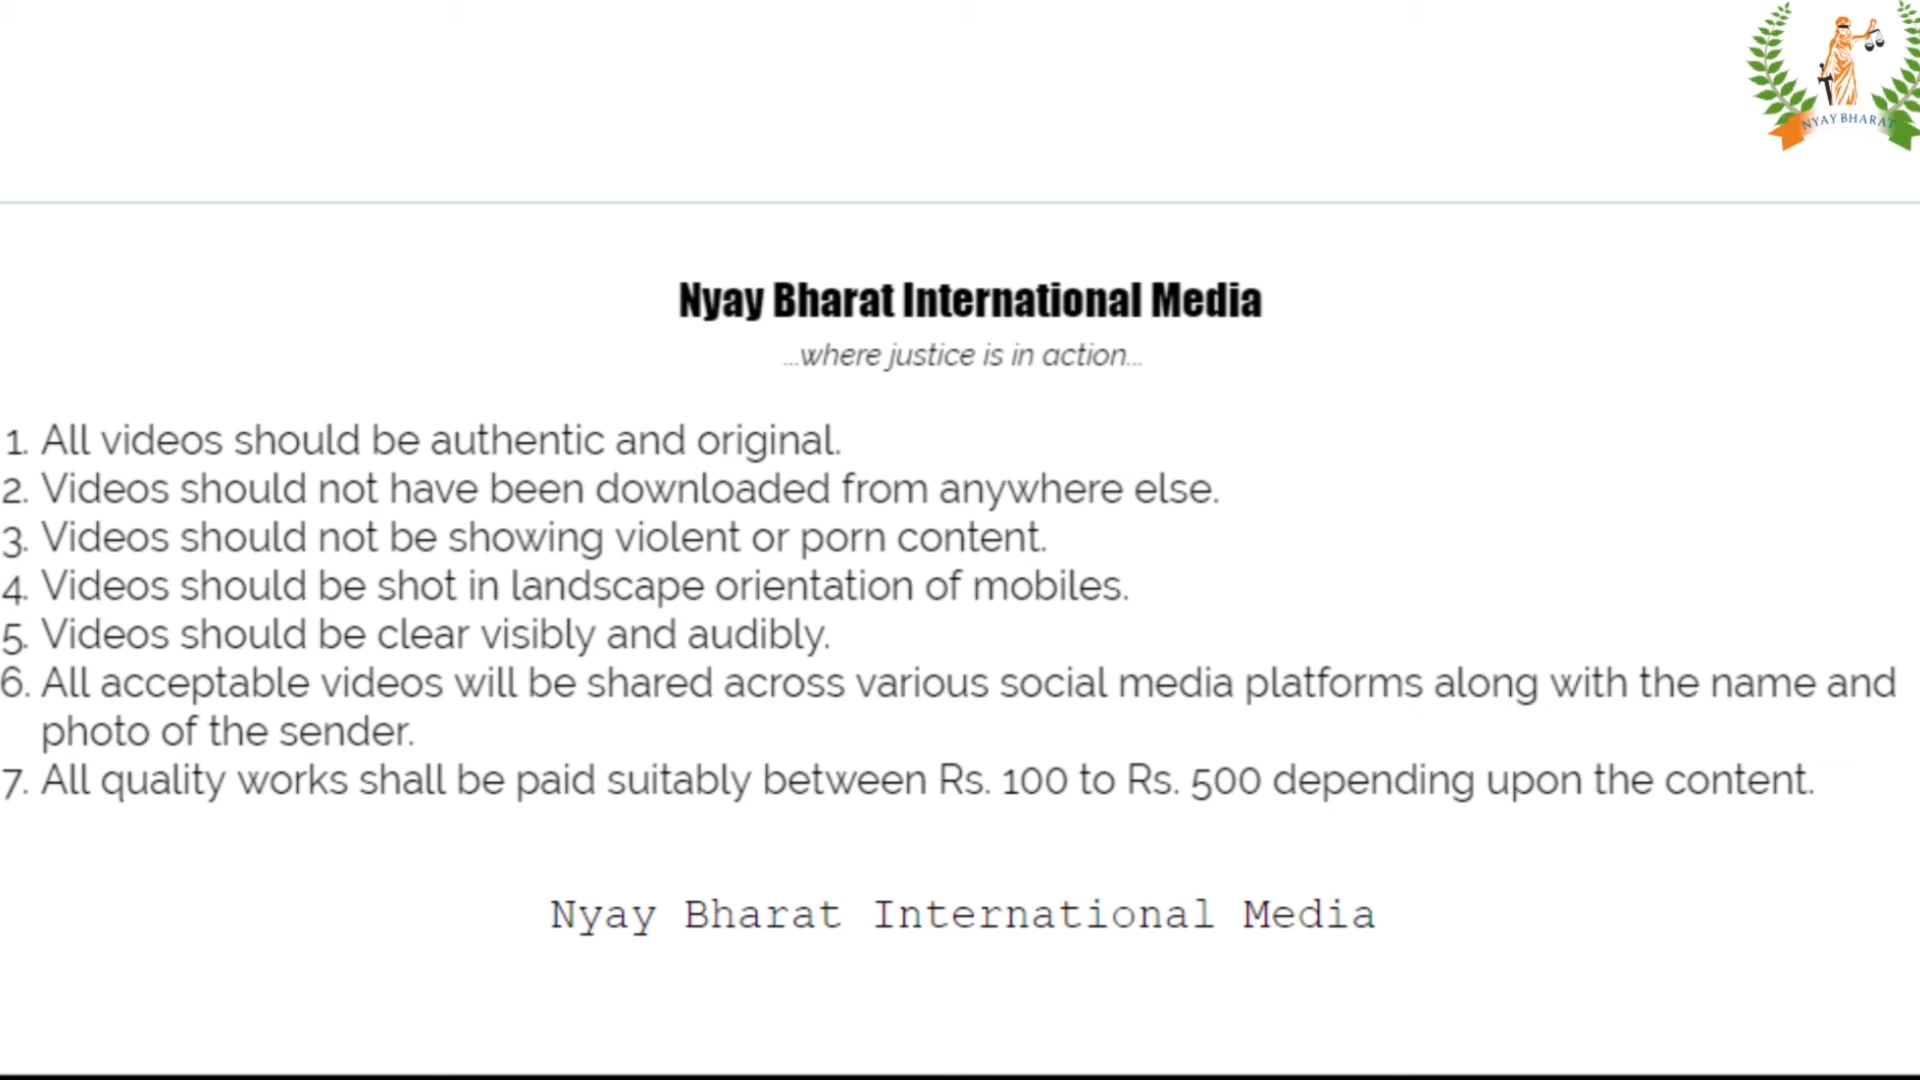 NYAY BHARAT
Nyay Bharat International Media
...where justice is in action...
1. All videos should be authentic and original.
2. Videos should not have been downloaded from anywhere else.
3. Videos should not be showing violent or porn content.
4. Videos should be shot in landscape orientation of mobiles.
5. Videos should be clear visibly and audibly.
6. All acceptable videos will be shared across various social media platforms along with the name and
photo of the sender.
7. All quality works shall be paid suitably between Rs. 100 to Rs. 500 depending upon the content.
Nyay Bharat International Media